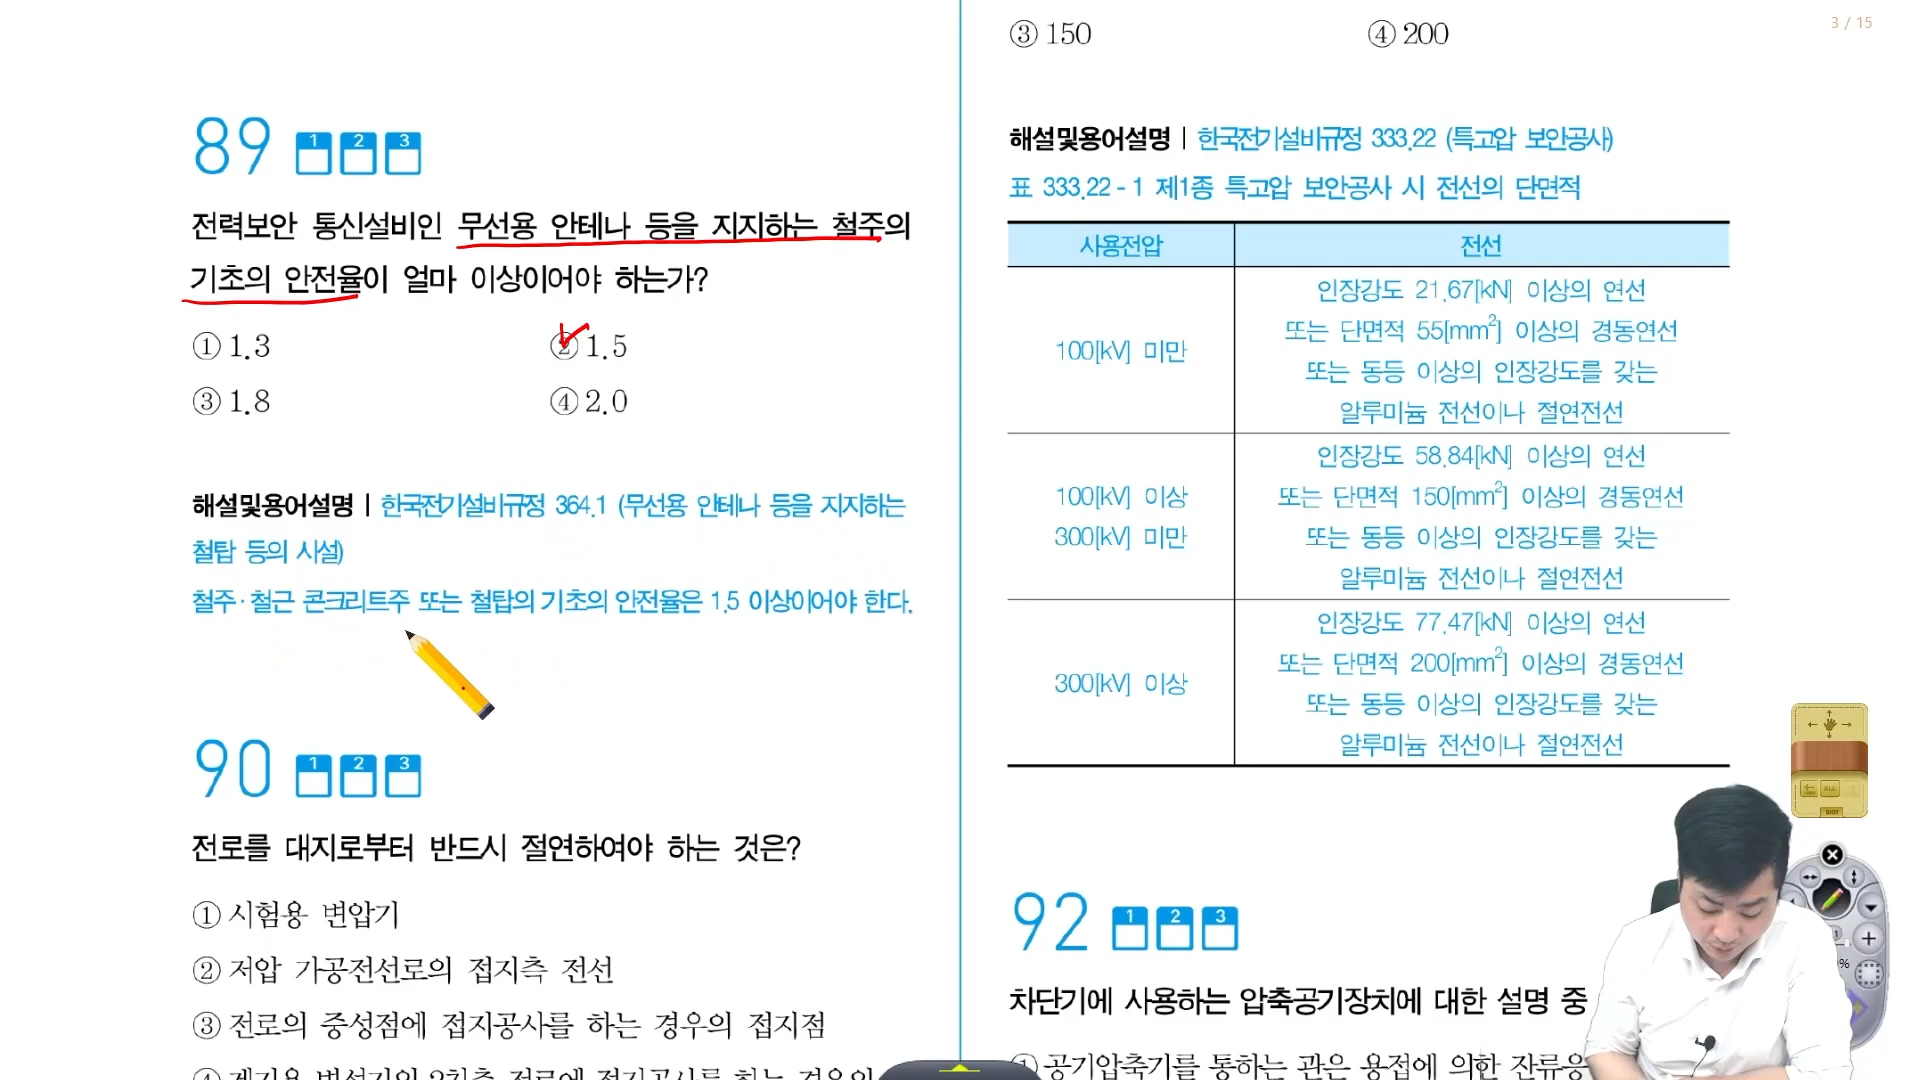 3 / 15
89 1 2 3
전력보안 통신설비인 무선용 안테나 등을 지지하는 철주의
기초의 안전율이 얼마 이상이어야 하는가?
① 1.3 ② 1.5
③ 1.8 ④ 2.0
해설및용어설명 | 한국전기설비규정 364.1 (무선용 안테나 등을 지지하는
철탑 등의 시설)
철주·철근 콘크리트주 또는 철탑의 기초의 안전율은 1.5 이상이어야 한다.
90 1 2 3
전로를 대지로부터 반드시 절연하여야 하는 것은?
① 시험용 변압기
② 저압 가공전선로의 접지측 전선
③ 전로의 중성점에 접지공사를 하는 경우의 접지점
③ 150 ④ 200
해설및용어설명 | 한국전기설비규정 333.22 (특고압 보안공사)
표 333.22-1 제1종 특고압 보안공사 시 전선의 단면적
사용전압 전선
100[kV] 미만
인장강도 21.67[kN] 이상의 연선
또는 단면적 55[mm²] 이상의 경동연선
또는 동등 이상의 인장강도를 갖는
알루미늄 전선이나 절연전선
100[kV] 이상
300[kV] 미만
인장강도 58.84[kN] 이상의 연선
또는 단면적 150[mm²] 이상의 경동연선
또는 동등 이상의 인장강도를 갖는
알루미늄 전선이나 절연전선
300[kV] 이상
인장강도 77.47[kN] 이상의 연선
또는 단면적 200[mm²] 이상의 경동연선
또는 동등 이상의 인장강도를 갖는
알루미늄 전선이나 절연전선
92 1 2 3
차단기에 사용하는 압축공기장치에 대한 설명 중
① 공기압축기를 통하는 관은 용접에 의한 잔류응
ALL
EXIT